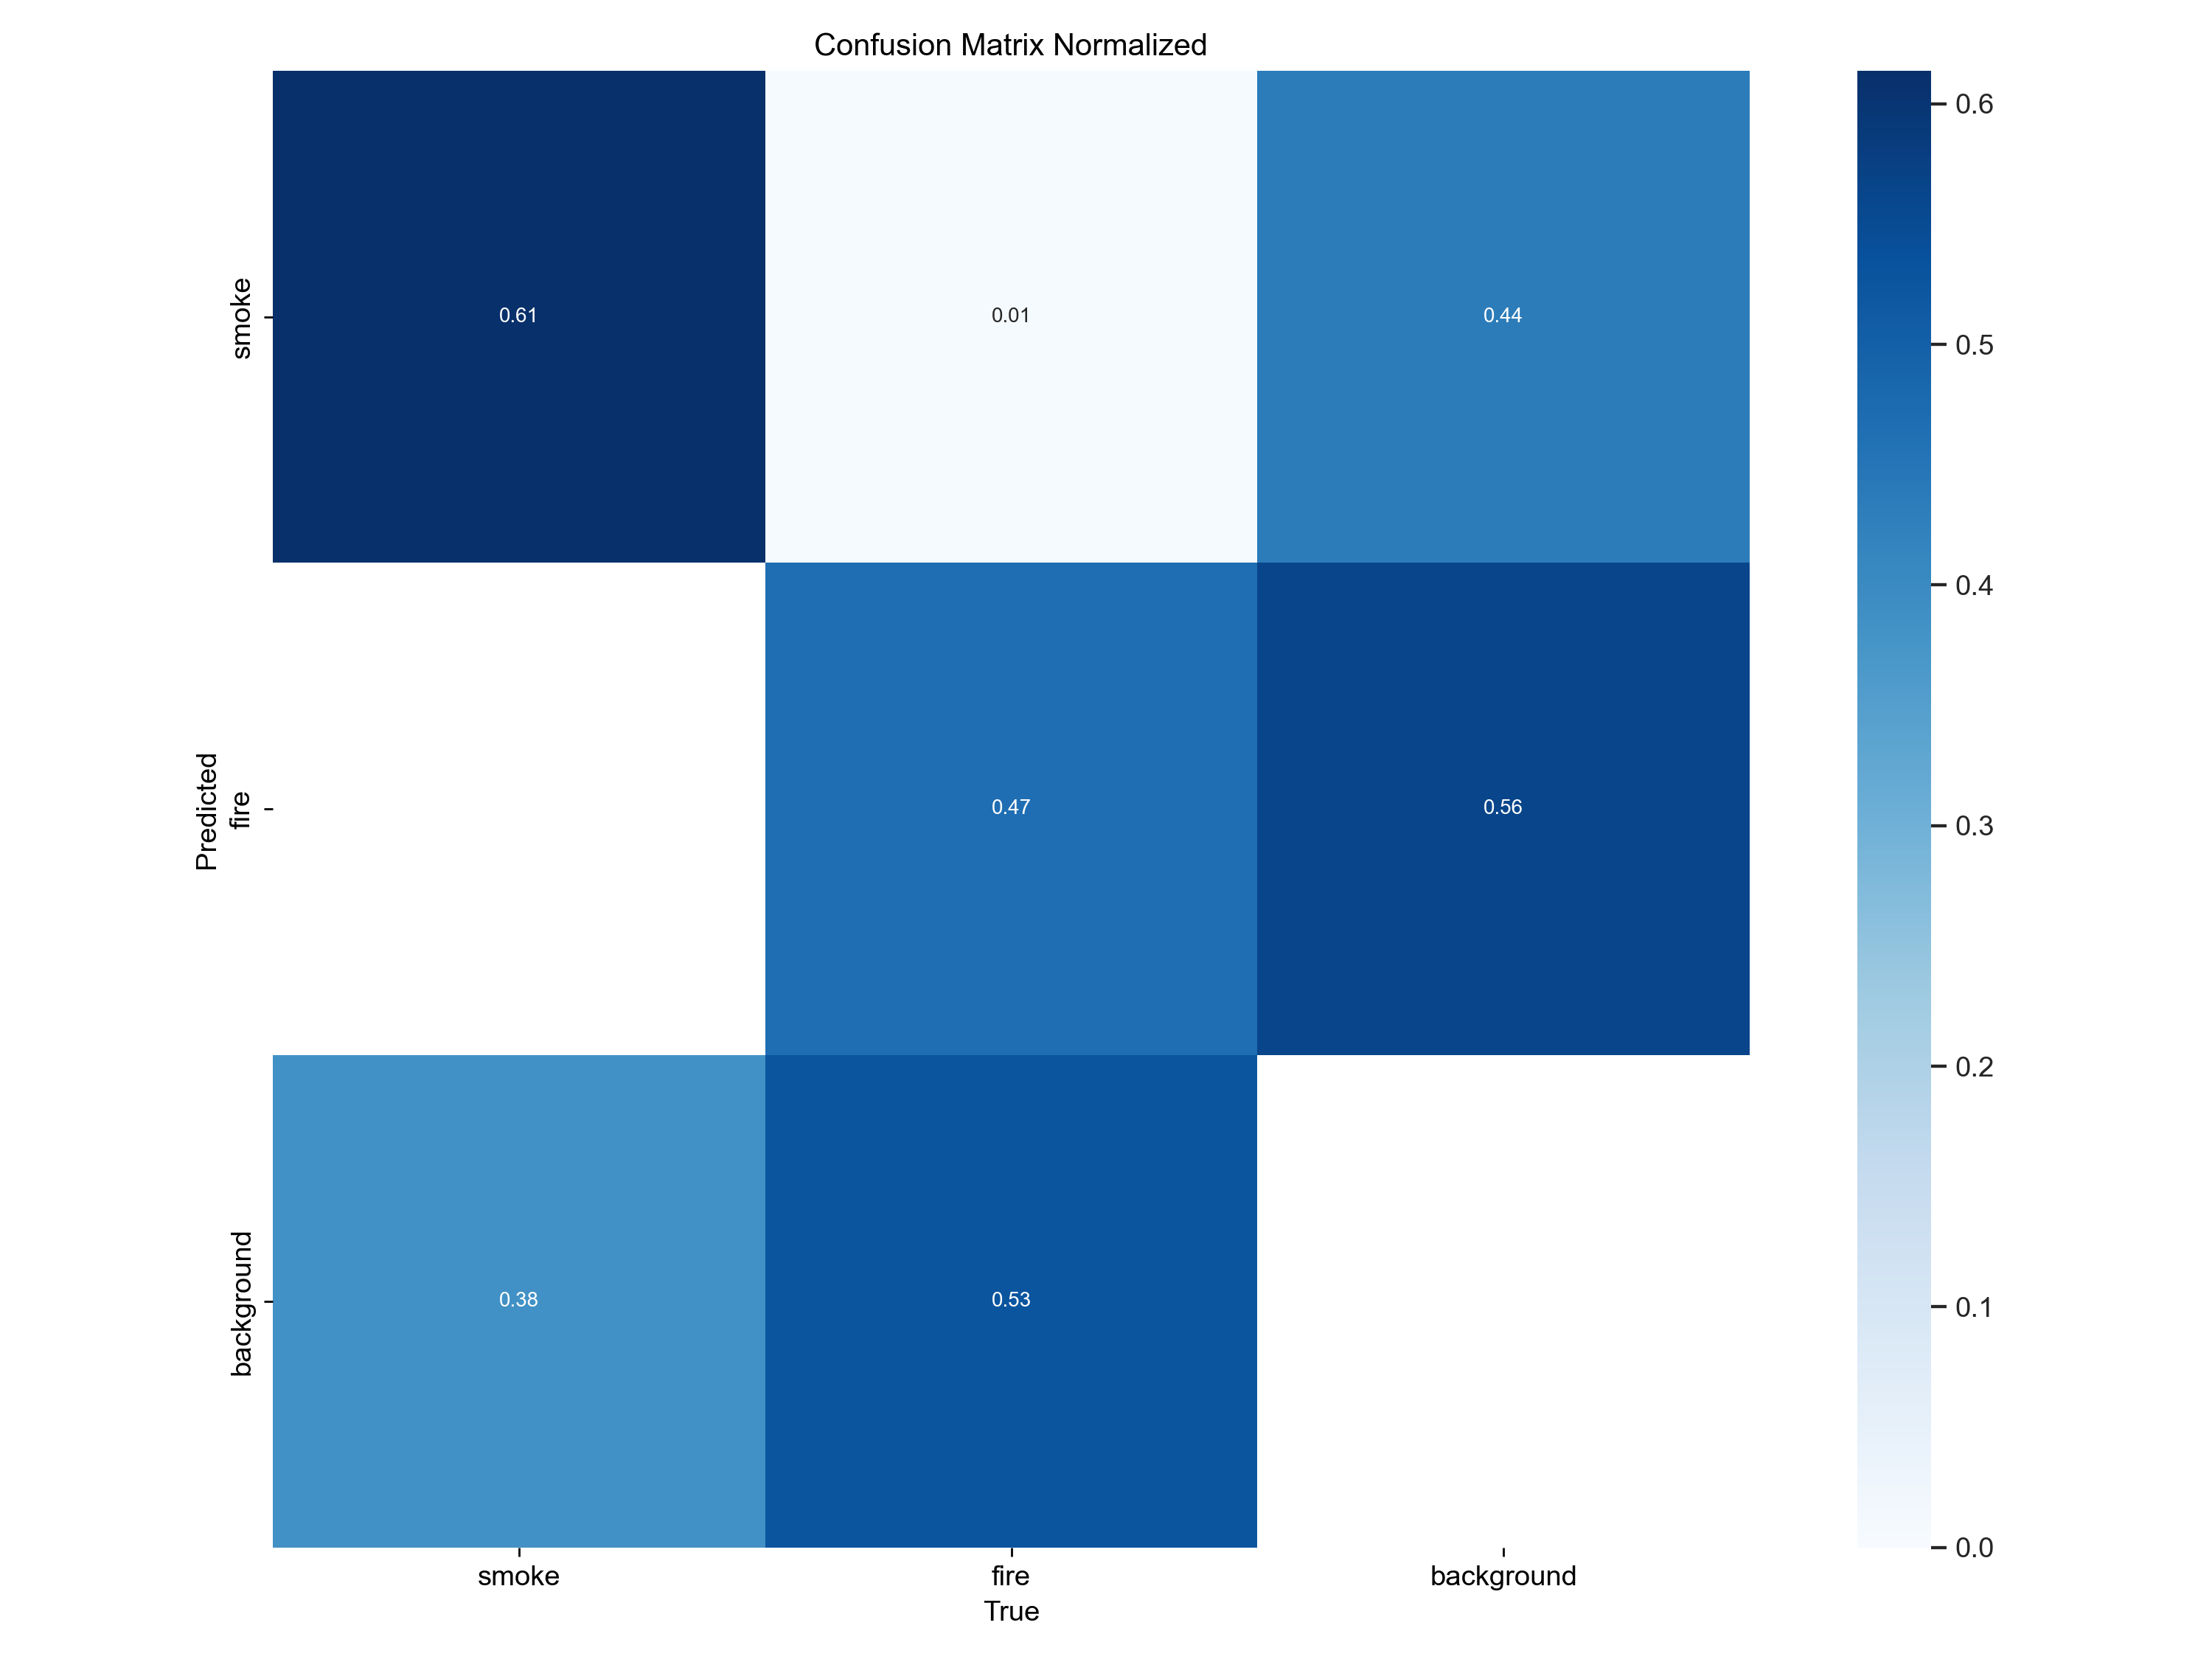 Confusion Matrix Normalized
smoke
0.61
0.01
0.44
Predicted
fire
0.47
0.56
background
0.38
0.53
smoke
fire
background
True
0.6
0.5
0.4
0.3
0.2
0.1
0.0